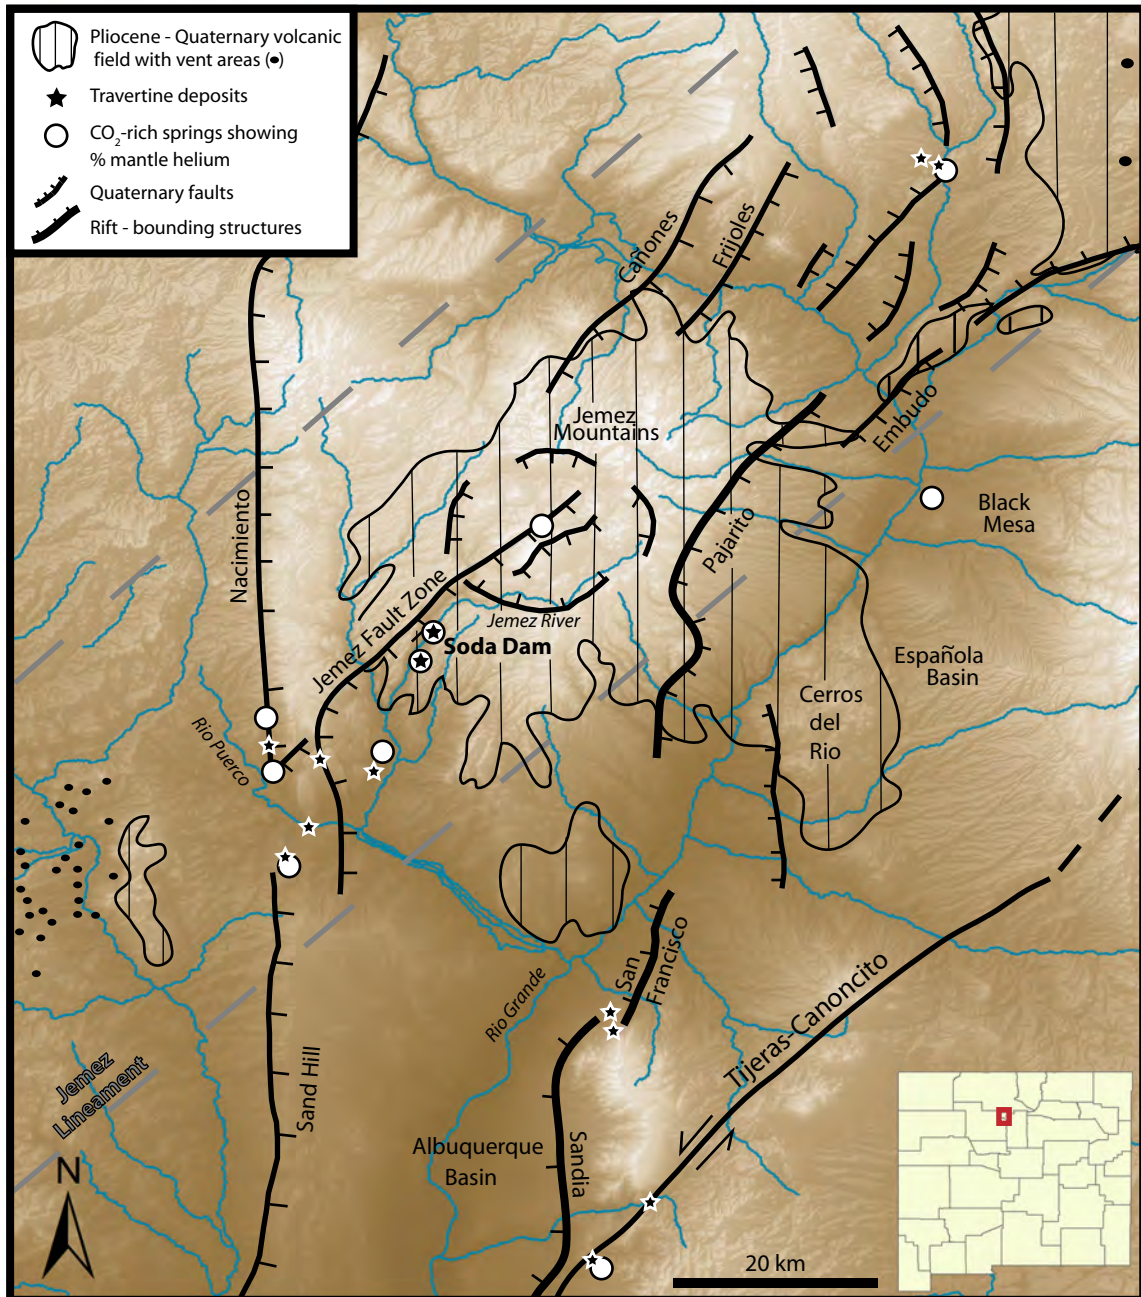 Pliocene - Quaternary volcanic
field with vent areas (●)
Travertine deposits
CO₂-rich springs showing
% mantle helium
Quaternary faults
Rift - bounding structures
Cañones
Frijoles
Jemez
Mountains
Embudo
Nacimiento
Pajarito
Black
Mesa
Jemez Fault Zone
Jemez River
Soda Dam
Española
Basin
Cerros
del
Rio
Rio Puerco
San
Francisco
Rio Grande
Tijeras-Canoncito
Jemez
Lineament
Sand Hill
Albuquerque
Basin
Sandia
N
20 km